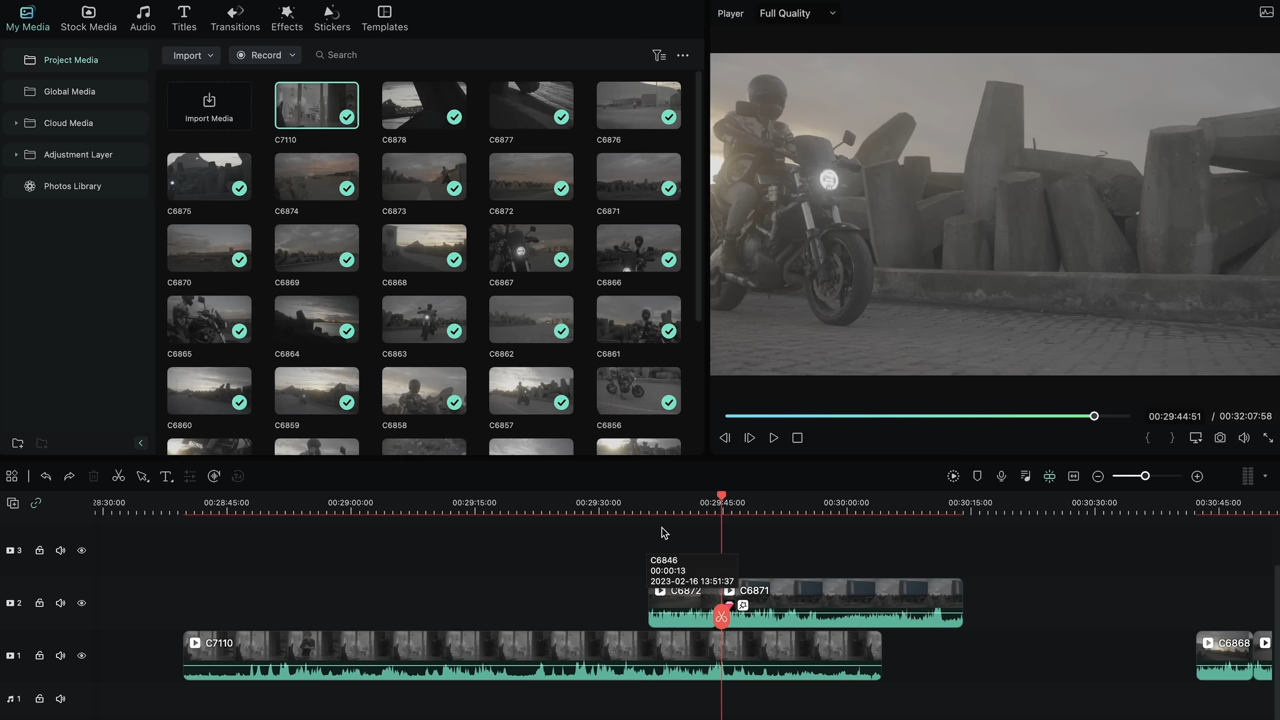 My Media
Stock Media
Audio
Titles
Transitions
Effects
Stickers
Templates
Player
Full Quality
Project Media
Global Media
Cloud Media
Adjustment Layer
Photos Library
Import
Record
Search
Import Media
C7110
C6878
C6877
C6876
C6875
C6874
C6873
C6872
C6871
C6870
C6869
C6868
C6867
C6866
C6865
C6864
C6863
C6862
C6861
C6860
C6859
C6858
C6857
C6856
00:29:44:51 / 00:32:07:58
28:30:00
00:28:45:00
00:29:00:00
00:29:15:00
00:29:30:00
00:29:45:00
00:30:00:00
00:30:15:00
00:30:30:00
00:30:45:00
3
C6846
00:00:13
2023-02-16 13:51:37
2
C6872
C6871
1
C7110
C6868
1